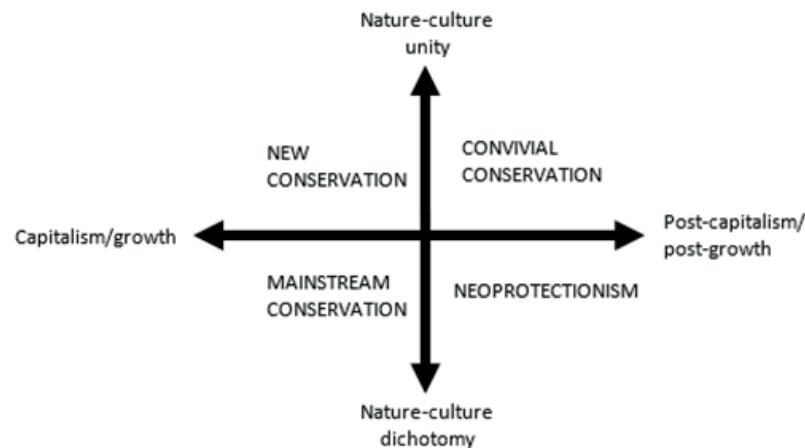 Nature-culture
unity
NEW
CONSERVATION
CONVIVIAL
CONSERVATION
Capitalism/growth
Post-capitalism/
post-growth
MAINSTREAM
CONSERVATION
NEOPROTECTIONISM
Nature-culture
dichotomy